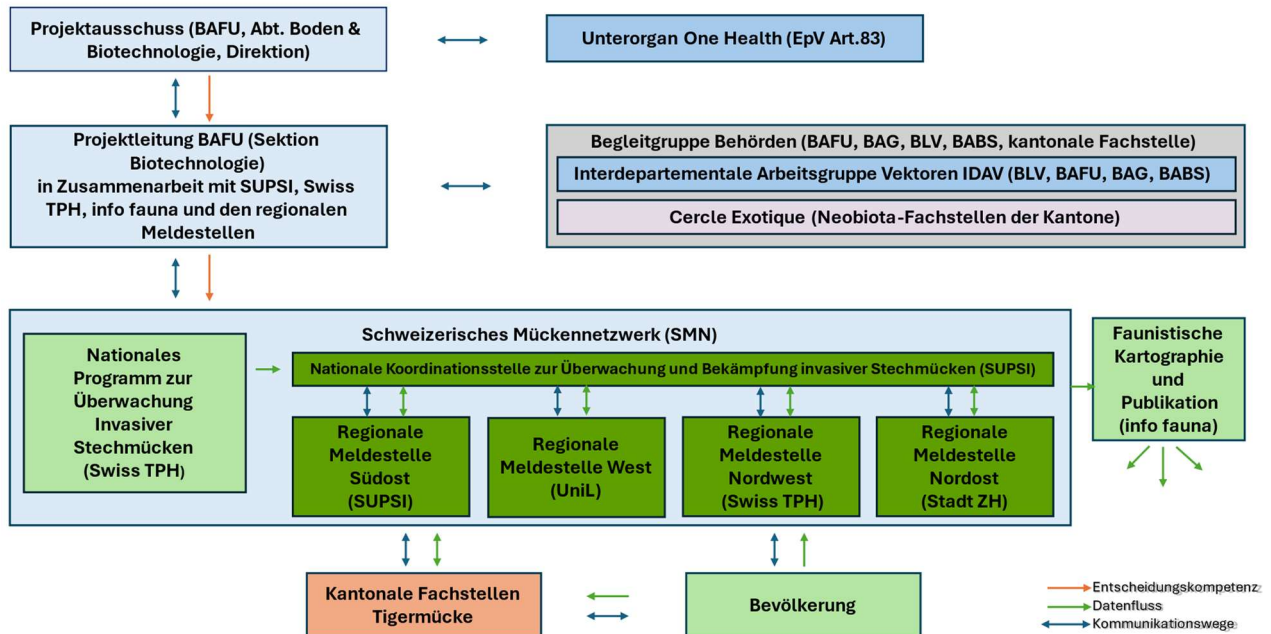 Projektausschuss (BAFU, Abt. Boden &
Biotechnologie, Direktion)
Unterorgan One Health (EpV Art.83)
Projektleitung BAFU (Sektion
Biotechnologie)
in Zusammenarbeit mit SUPSI, Swiss
TPH, info fauna und den regionalen
Meldestellen
Begleitgruppe Behörden (BAFU, BAG, BLV, BABS, kantonale Fachstelle)
Interdepartementale Arbeitsgruppe Vektoren IDAV (BLV, BAFU, BAG, BABS)
Cercle Exotique (Neobiota-Fachstellen der Kantone)
Schweizerisches Mückennetzwerk (SMN)
Nationales
Programm zur
Überwachung
Invasiver
Stechmücken
(Swiss TPH)
Nationale Koordinationsstelle zur Überwachung und Bekämpfung invasiver Stechmücken (SUPSI)
Regionale
Meldestelle
Südost
(SUPSI)
Regionale
Meldestelle West
(UniL)
Regionale
Meldestelle
Nordwest
(Swiss TPH)
Regionale
Meldestelle
Nordost
(Stadt ZH)
Faunistische
Kartographie
und
Publikation
(info fauna)
Kantonale Fachstellen
Tigermücke
Bevölkerung
Entscheidungskompetenz
Datenfluss
Kommunikationswege